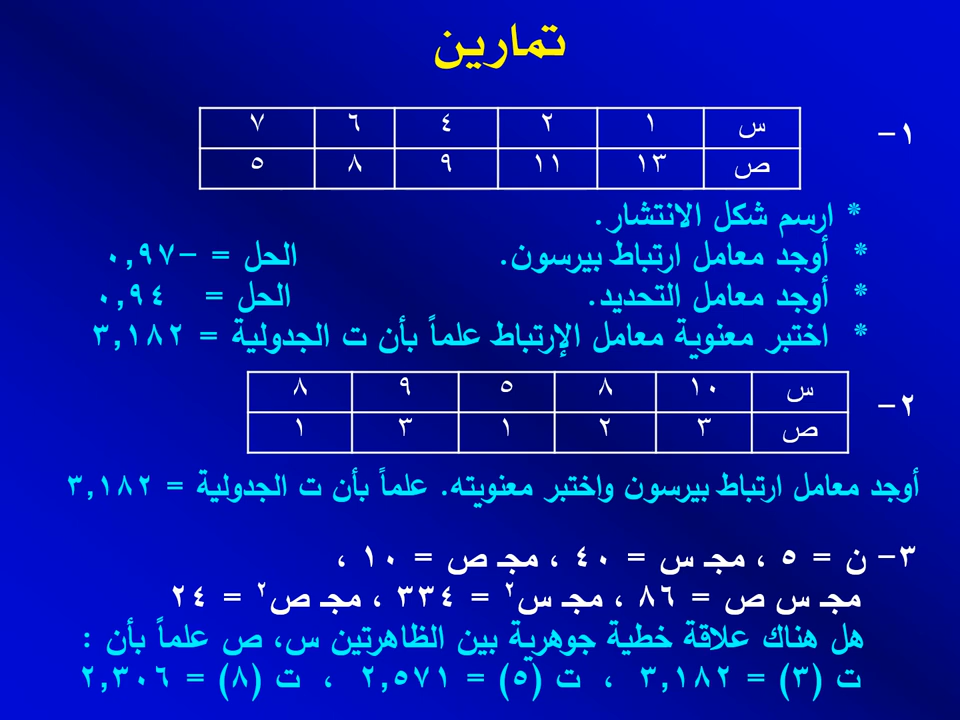 تمارين
١-
س ١ ٢ ٤ ٦ ٧
ص ١٣ ١١ ٩ ٨ ٥
* ارسم شكل الانتشار.
* أوجد معامل ارتباط بيرسون. الحل = -٠,٩٧
* أوجد معامل التحديد. الحل = ٠,٩٤
* اختبر معنوية معامل الإرتباط علماً بأن ت الجدولية = ٣,١٨٢
٢-
س ١٠ ٨ ٥ ٩ ٨
ص ٣ ٢ ١ ٣ ١
أوجد معامل ارتباط بيرسون واختبر معنويته. علماً بأن ت الجدولية = ٣,١٨٢
٣- ن = ٥ ، مجـ س = ٤٠ ، مجـ ص = ١٠ ،
مجـ س ص = ٨٦ ، مجـ س٢ = ٣٣٤ ، مجـ ص٢ = ٢٤
هل هناك علاقة خطية جوهرية بين الظاهرتين س، ص علماً بأن :
ت (٣) = ٣,١٨٢ ، ت (٥) = ٢,٥٧١ ، ت (٨) = ٢,٣٠٦